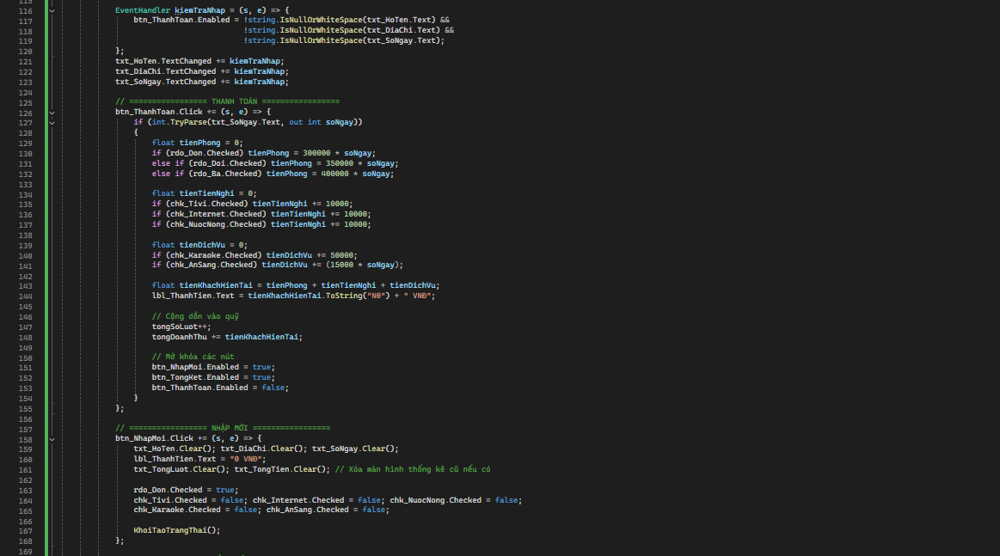 115
116 EventHandler kiemTraNhap = (s, e) => {
117 btn_ThanhToan.Enabled = !string.IsNullOrWhiteSpace(txt_HoTen.Text) &&
118 !string.IsNullOrWhiteSpace(txt_DiaChi.Text) &&
119 !string.IsNullOrWhiteSpace(txt_SoNgay.Text);
120 };
121 txt_HoTen.TextChanged += kiemTraNhap;
122 txt_DiaChi.TextChanged += kiemTraNhap;
123 txt_SoNgay.TextChanged += kiemTraNhap;
124
125 // ================= THANH TOÁN =================
126 btn_ThanhToan.Click += (s, e) => {
127 if (int.TryParse(txt_SoNgay.Text, out int soNgay))
128 {
129 float tienPhong = 0;
130 if (rdo_Don.Checked) tienPhong = 300000 * soNgay;
131 else if (rdo_Doi.Checked) tienPhong = 350000 * soNgay;
132 else if (rdo_Ba.Checked) tienPhong = 400000 * soNgay;
133
134 float tienTienNghi = 0;
135 if (chk_Tivi.Checked) tienTienNghi += 10000;
136 if (chk_Internet.Checked) tienTienNghi += 10000;
137 if (chk_NuocNong.Checked) tienTienNghi += 10000;
138
139 float tienDichVu = 0;
140 if (chk_Karaoke.Checked) tienDichVu += 50000;
141 if (chk_AnSang.Checked) tienDichVu += (15000 * soNgay);
142
143 float tienKhachHienTai = tienPhong + tienTienNghi + tienDichVu;
144 lbl_ThanhTien.Text = tienKhachHienTai.ToString("N0") + " VNĐ";
145
146 // Cộng dồn vào quỹ
147 tongSoLuot++;
148 tongDoanhThu += tienKhachHienTai;
149
150 // Mở khóa các nút
151 btn_NhapMoi.Enabled = true;
152 btn_TongKet.Enabled = true;
153 btn_ThanhToan.Enabled = false;
154 }
155 };
156
157 // ================= NHẬP MỚI =================
158 btn_NhapMoi.Click += (s, e) => {
159 txt_HoTen.Clear(); txt_DiaChi.Clear(); txt_SoNgay.Clear();
160 lbl_ThanhTien.Text = "0 VNĐ";
161 txt_TongLuot.Clear(); txt_TongTien.Clear(); // Xóa màn hình thống kê cũ nếu có
162
163 rdo_Don.Checked = true;
164 chk_Tivi.Checked = false; chk_Internet.Checked = false; chk_NuocNong.Checked = false;
165 chk_Karaoke.Checked = false; chk_AnSang.Checked = false;
166
167 KhoiTaoTrangThai();
168 };
169